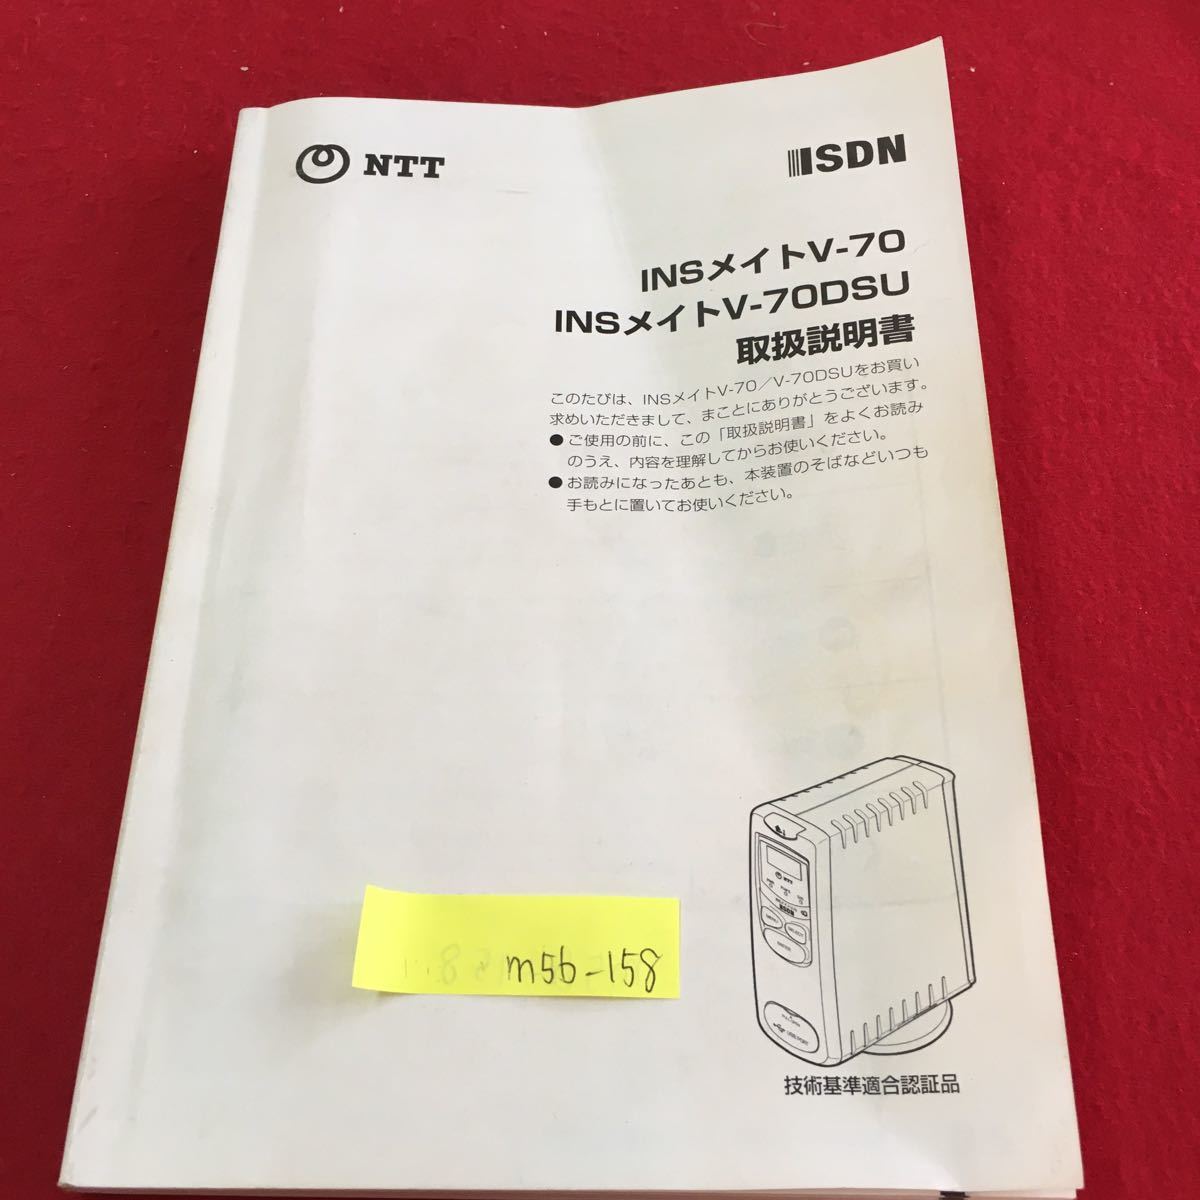 NTT
ISDN
INSメイトV-70
INSメイトV-70DSU
取扱説明書
このたびは、INSメイトV-70／V-70DSUをお買い
求めいただきまして、まことにありがとうございます。
●ご使用の前に、この「取扱説明書」をよくお読み
のうえ、内容を理解してからお使いください。
●お読みになったあとも、本装置のそばなどいつも
手もとに置いてお使いください。
m56-158
NTT
ISDN
MENU
SELECT
ENTER
USB PORT
技術基準適合認証品